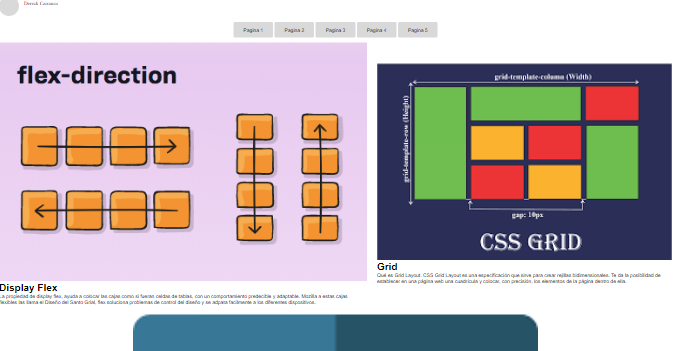 Pagina 1
Pagina 2
Pagina 3
Pagina 4
Pagina 5
flex-direction
grid-template-column (Width)
grid-template-row (Height)
gap: 10px
CSS GRID
Display Flex
La propiedad de display flex, ayuda a colocar las cajas como si fueran celdas de tablas, con un comportamiento predecible y adaptable. Mozilla a estas cajas
flexibles las llama el Diseño del Santo Grial, flex soluciona problemas de control del diseño y se adpata facilmente a los diferentes dispositivos.
Grid
Qué es Grid Layout. CSS Grid Layout es una especificación que sirve para crear rejillas bidimensionales. Te da la posibilidad de
establecer en una página web una cuadrícula y colocar, con precisión, los elementos de la página dentro de ella.